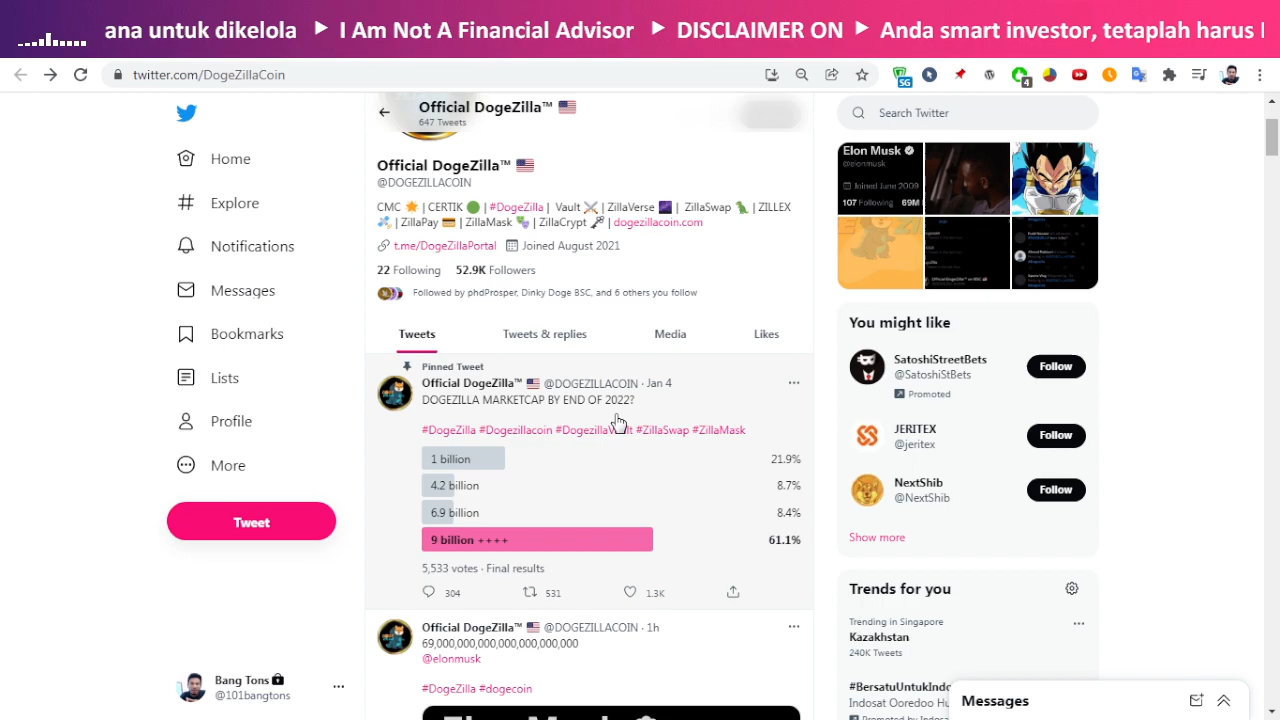 ana untuk dikelola ▶ I Am Not A Financial Advisor ▶ DISCLAIMER ON ▶ Anda smart investor, tetaplah harus
twitter.com/DogeZillaCoin
SG
4
Official DogeZilla™ 🇺🇸
647 Tweets
Search Twitter
Home
Explore
Notifications
Messages
Bookmarks
Lists
Profile
More
Tweet
Bang Tons
@101bangtons
Official DogeZilla™ 🇺🇸
@DOGEZILLACOIN
CMC ⭐ | CERTIK 🟢 | #DogeZilla | Vault ⚔️ | ZillaVerse 🌌 | ZillaSwap 🦖 | ZILLEX
💱 | ZillaPay 💳 | ZillaMask 🎭 | ZillaCrypt 🗝 | dogezillacoin.com
t.me/DogeZillaPortal Joined August 2021
22 Following 52.9K Followers
Followed by phdProsper, Dinky Doge BSC, and 6 others you follow
Tweets Tweets & replies Media Likes
Pinned Tweet
Official DogeZilla™ 🇺🇸 @DOGEZILLACOIN · Jan 4
DOGEZILLA MARKETCAP BY END OF 2022?
#DogeZilla #Dogezillacoin #DogezillaVault #ZillaSwap #ZillaMask
1 billion 21.9%
4.2 billion 8.7%
6.9 billion 8.4%
9 billion ++++ 61.1%
5,533 votes · Final results
304 531 1.3K
Official DogeZilla™ 🇺🇸 @DOGEZILLACOIN · 1h
69,000,000,000,000,000,000,000
@elonmusk
#DogeZilla #dogecoin
Elon Musk
Elon Musk
@elonmusk
Joined June 2009
107 Following 69M
You might like
SatoshiStreetBets
@SatoshiStBets
Promoted
Follow
JERITEX
@jeritex
Follow
NextShib
@NextShib
Follow
Show more
Trends for you
Trending in Singapore
Kazakhstan
240K Tweets
#BersatuUntukIndo
Indosat Ooredoo Hu
Messages